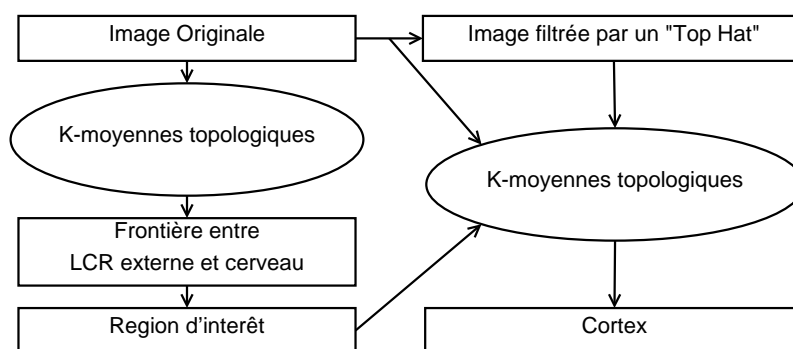 Image Originale
Image filtrée par un "Top Hat"
K-moyennes topologiques
K-moyennes topologiques
Frontière entre
LCR externe et cerveau
Region d'interêt
Cortex